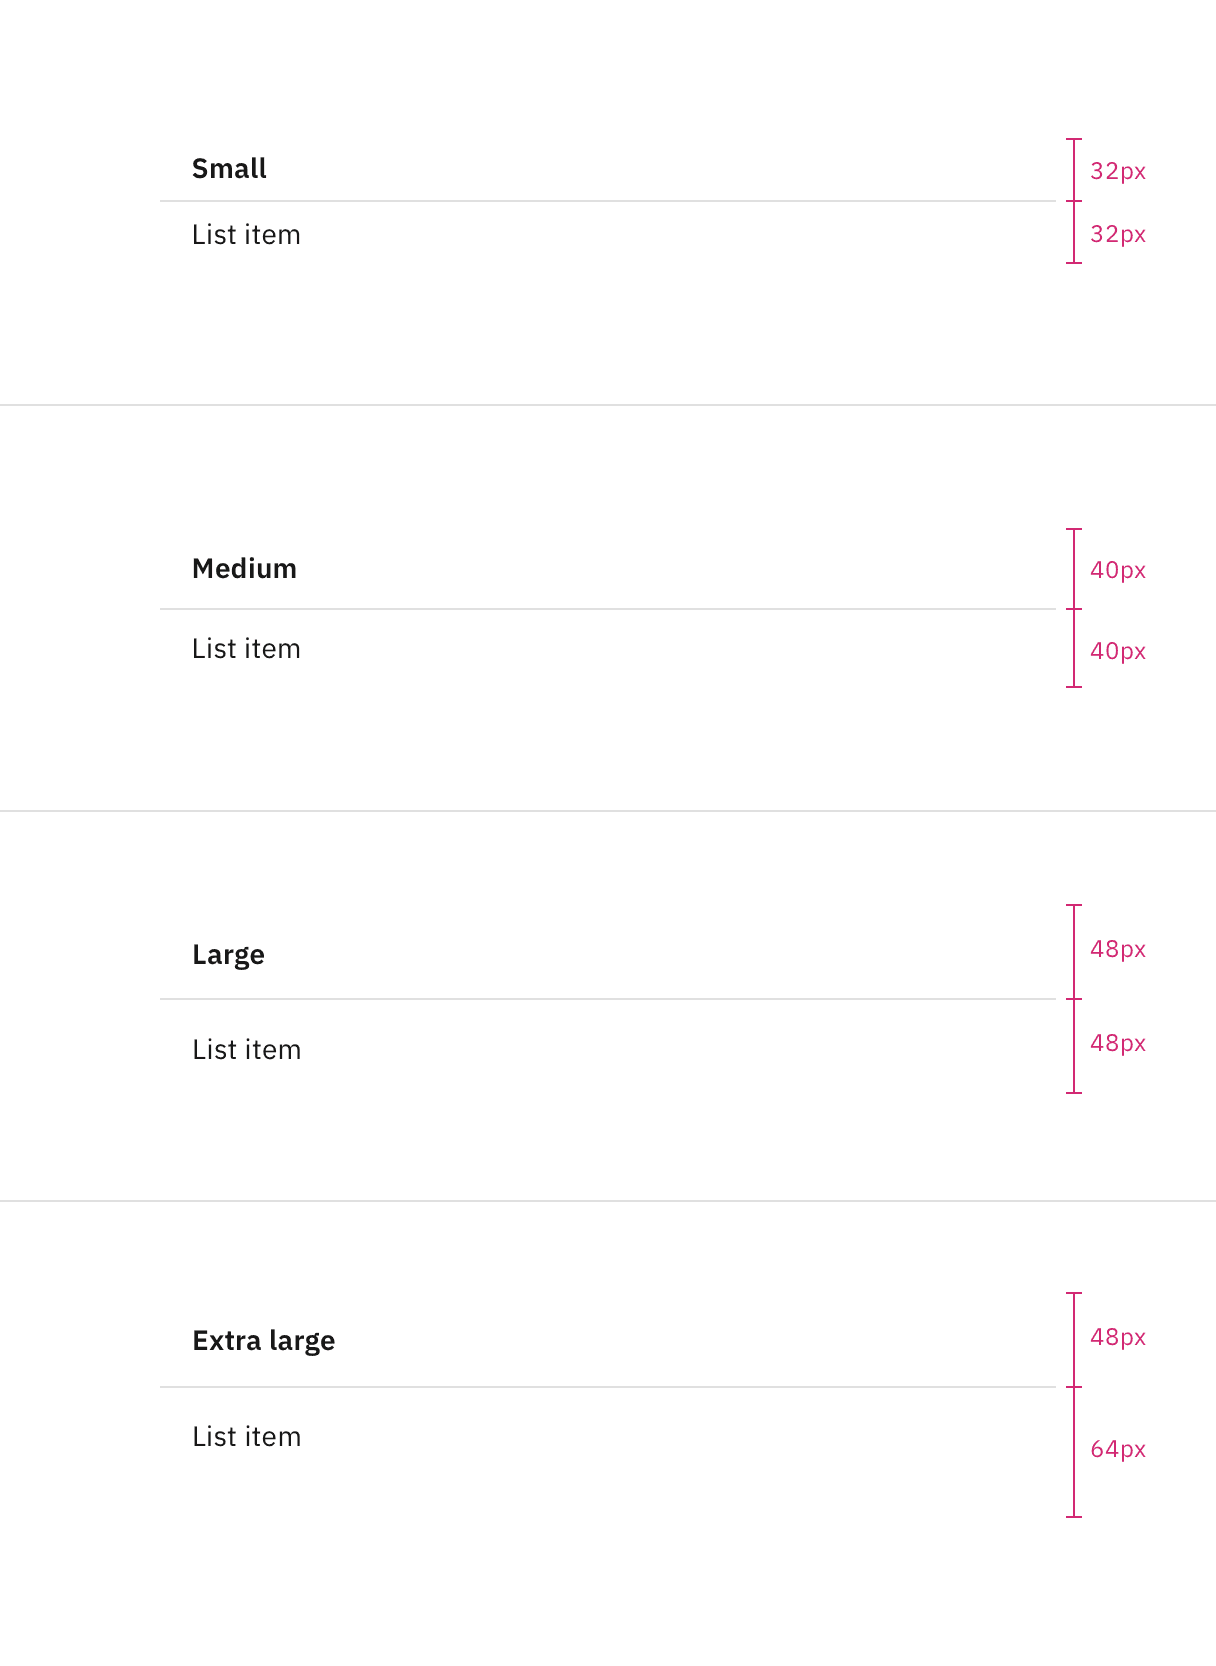 Small
32px
List item
32px
Medium
40px
List item
40px
Large
48px
List item
48px
Extra large
48px
List item
64px